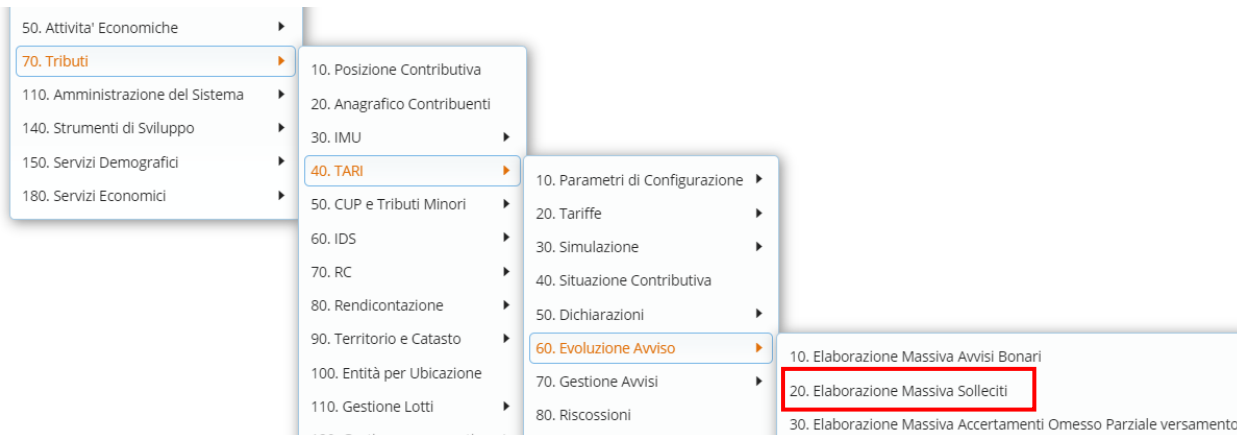 50. Attivita' Economiche
70. Tributi
110. Amministrazione del Sistema
140. Strumenti di Sviluppo
150. Servizi Demografici
180. Servizi Economici
10. Posizione Contributiva
20. Anagrafico Contribuenti
30. IMU
40. TARI
50. CUP e Tributi Minori
60. IDS
70. RC
80. Rendicontazione
90. Territorio e Catasto
100. Entità per Ubicazione
110. Gestione Lotti
10. Parametri di Configurazione
20. Tariffe
30. Simulazione
40. Situazione Contributiva
50. Dichiarazioni
60. Evoluzione Avviso
70. Gestione Avvisi
80. Riscossioni
10. Elaborazione Massiva Avvisi Bonari
20. Elaborazione Massiva Solleciti
30. Elaborazione Massiva Accertamenti Omesso Parziale versamento